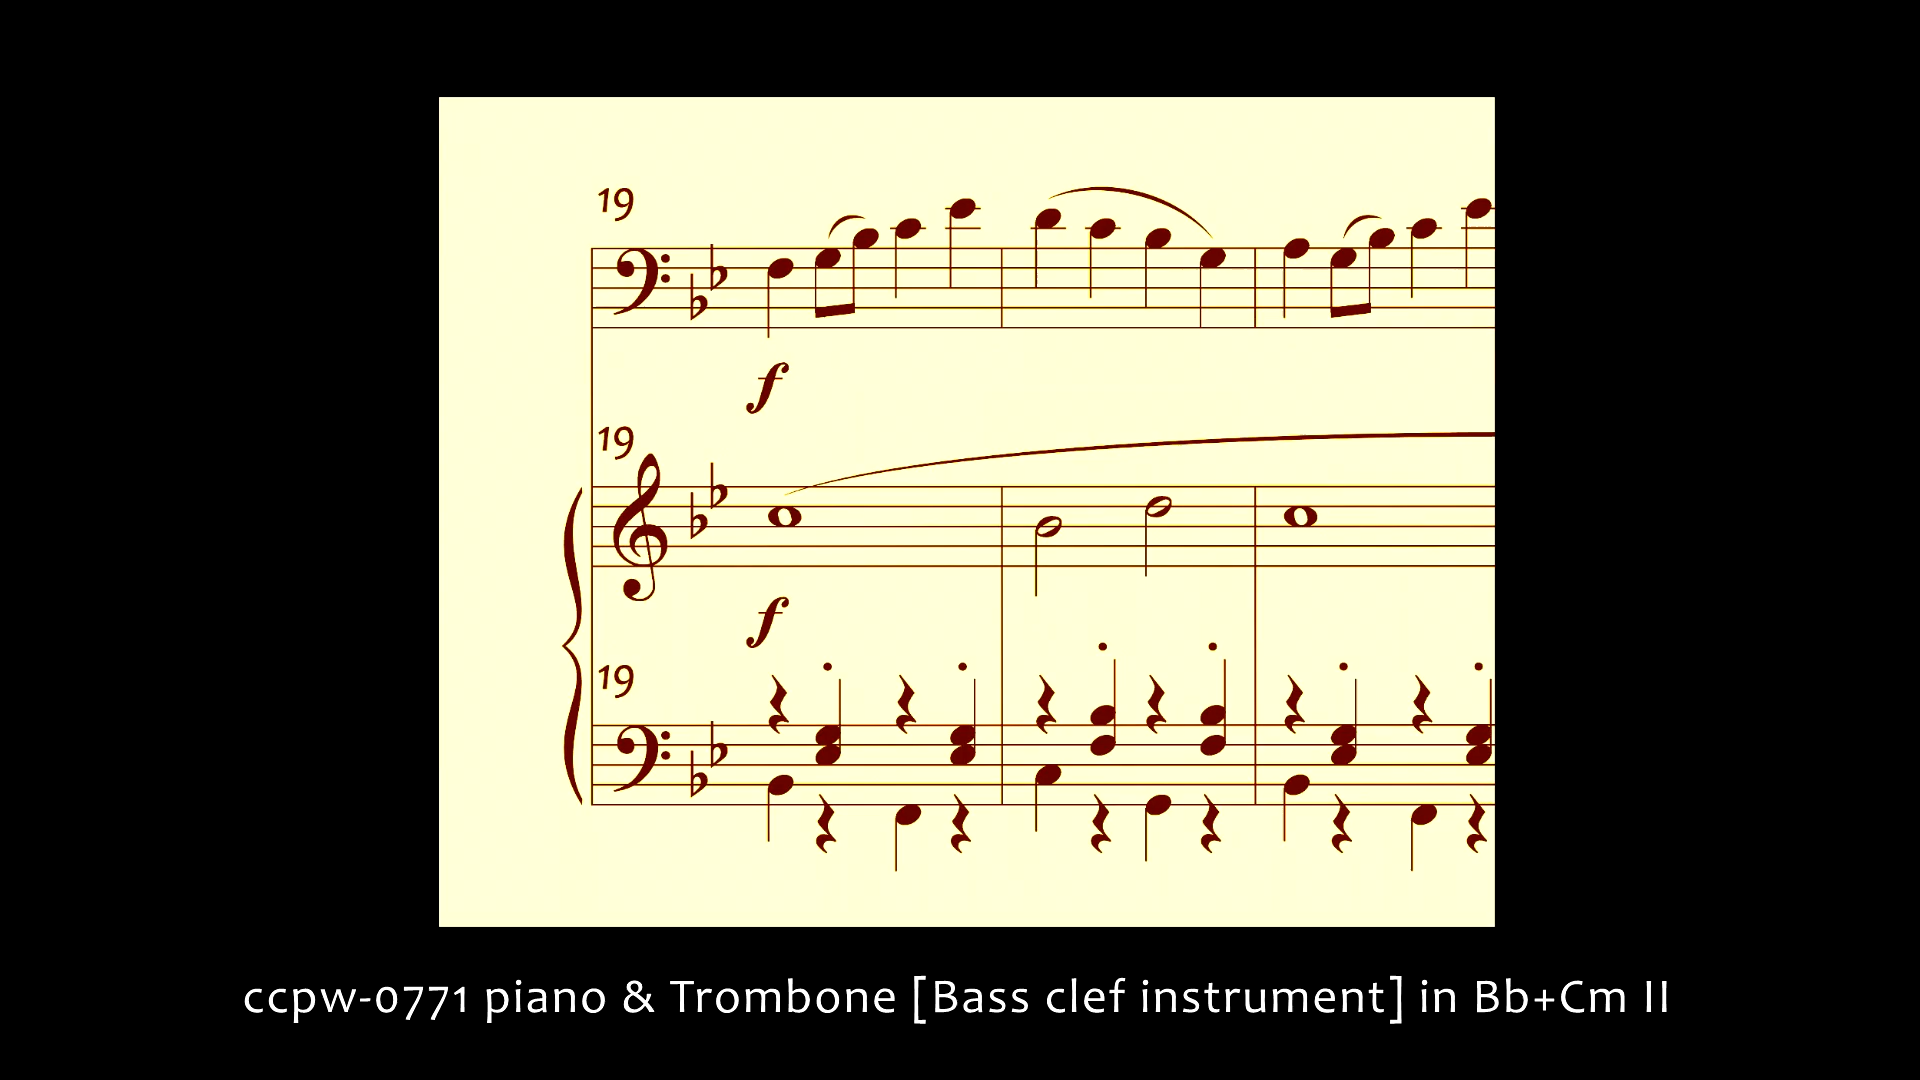 19
f
19
f
19
ccpw-0771 piano & Trombone [Bass clef instrument] in Bb+Cm II